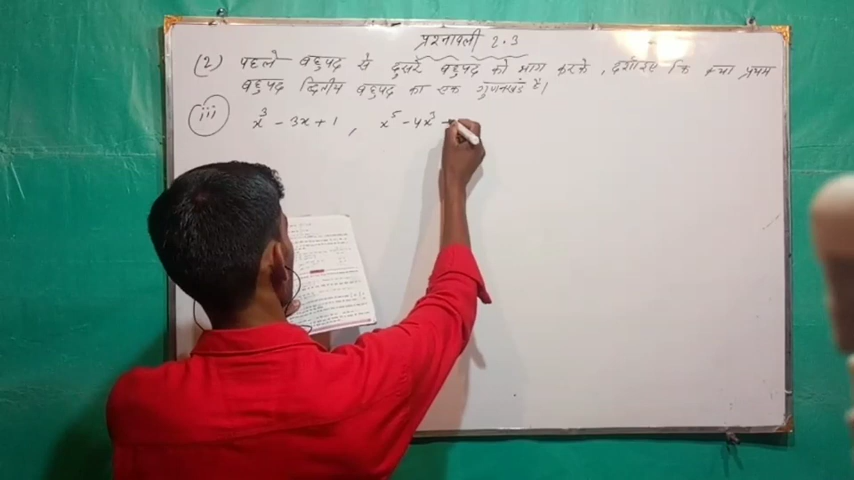 प्रश्नावली 2.3
(2) पहले बहुपद से दुसरे बहुपद को भाग करके, दर्शाइए कि क्या प्रथम
बहुपद द्वितीय बहुपद का एक गुणनखंड है।
(iii) x³ - 3x + 1 , x⁵ - 4x³ +